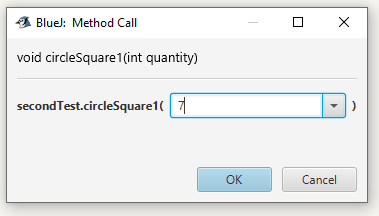 BlueJ: Method Call
void circleSquare1(int quantity)
secondTest.circleSquare1( 7 )
OK Cancel